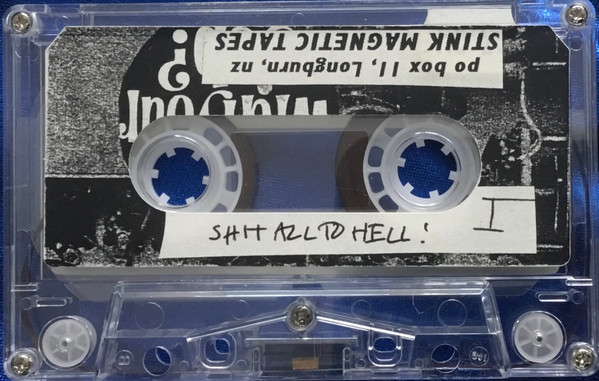 po box 11, Longburn, nz
STINK MAGNETIC TAPES
?
SHIT ALL TO HELL!
I